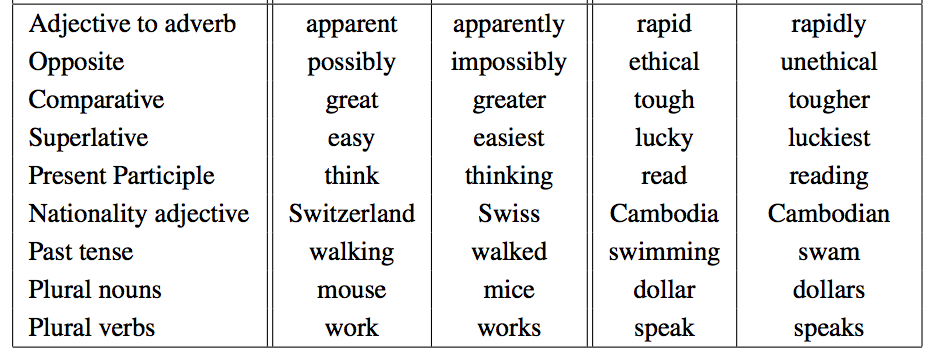 Adjective to adverb apparent apparently rapid rapidly
Opposite possibly impossibly ethical unethical
Comparative great greater tough tougher
Superlative easy easiest lucky luckiest
Present Participle think thinking read reading
Nationality adjective Switzerland Swiss Cambodia Cambodian
Past tense walking walked swimming swam
Plural nouns mouse mice dollar dollars
Plural verbs work works speak speaks